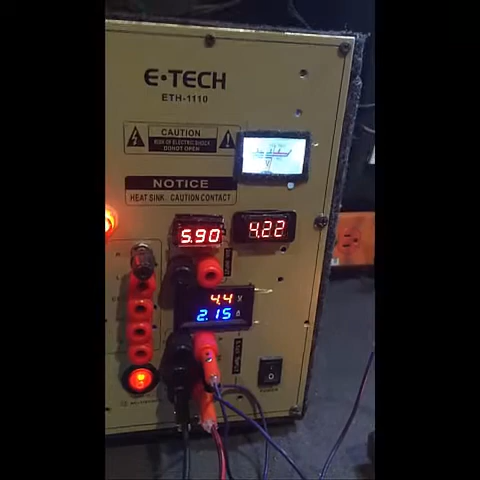 E•TECH
ETH-1110
CAUTION
RISK OF ELECTRIC SHOCK
DO NOT OPEN
NOTICE
HEAT SINK CAUTION CONTACT
5.90
4.22
4.4 V
2.15 A